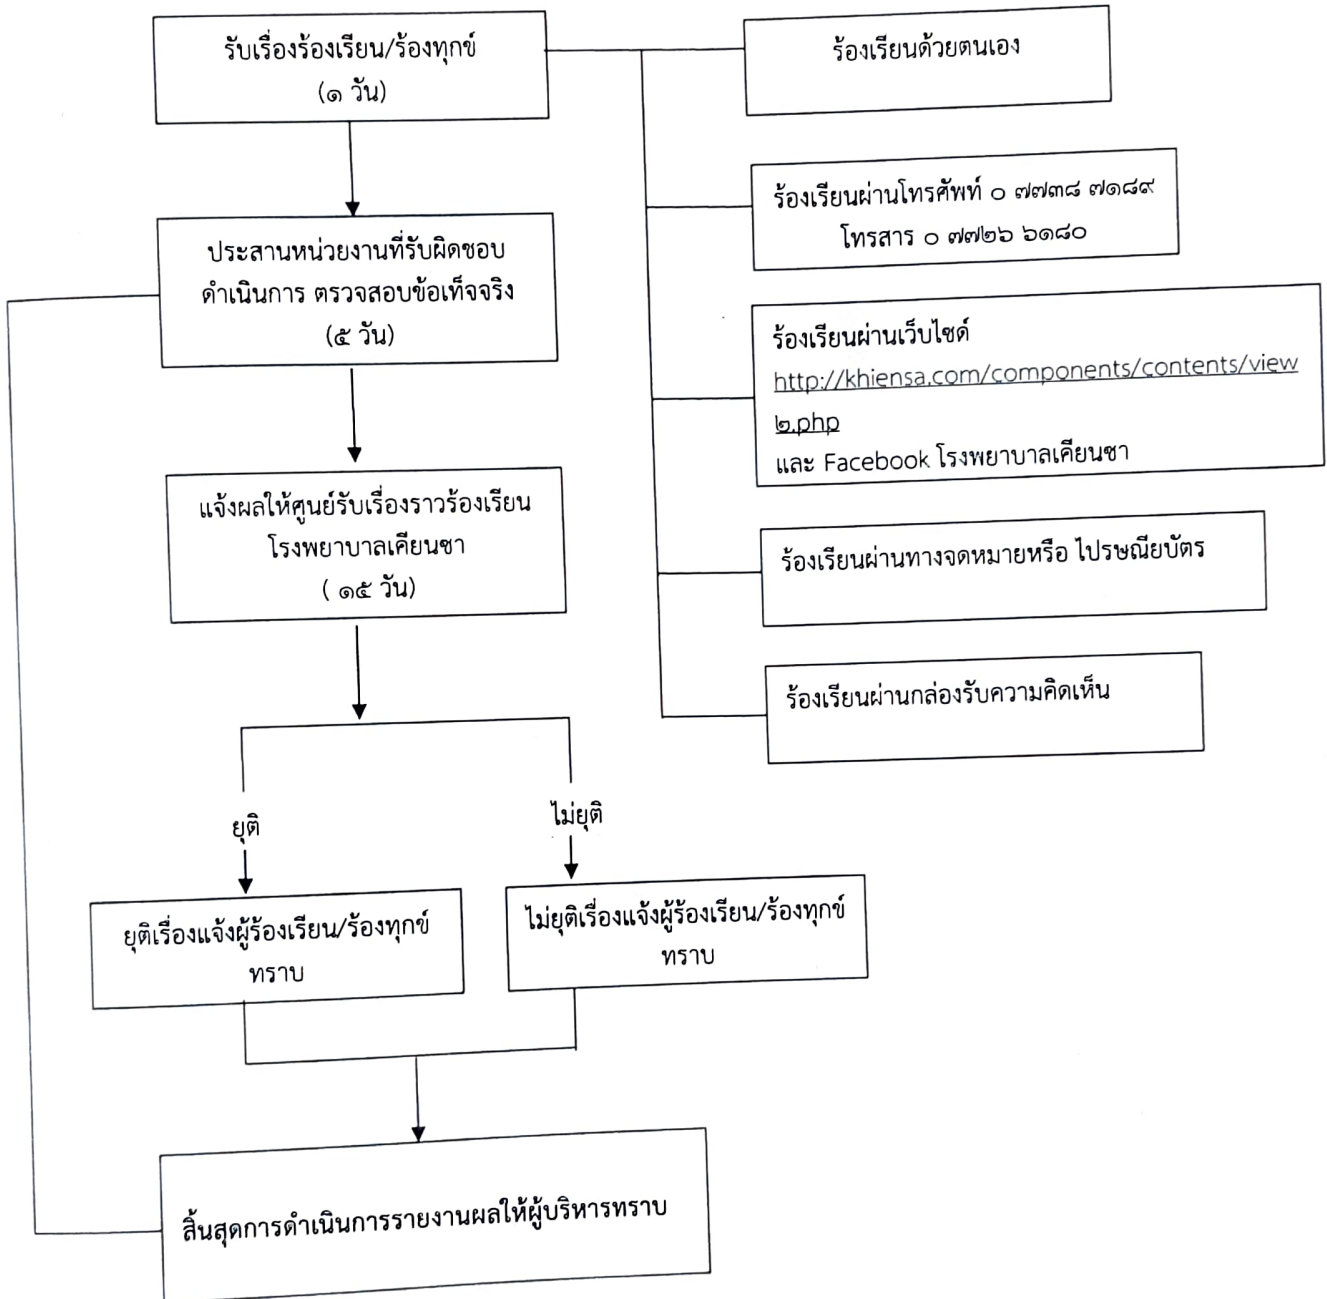 รับเรื่องร้องเรียน/ร้องทุกข์
(๑ วัน)
ร้องเรียนด้วยตนเอง
ร้องเรียนผ่านโทรศัพท์ ๐ ๗๗๓๘ ๗๑๘๙
โทรสาร ๐ ๗๗๒๖ ๖๑๘๐
ประสานหน่วยงานที่รับผิดชอบ
ดำเนินการ ตรวจสอบข้อเท็จจริง
(๕ วัน)
ร้องเรียนผ่านเว็บไซด์
http://khiensa.com/components/contents/view
๒.php
และ Facebook โรงพยาบาลเคียนซา
แจ้งผลให้ศูนย์รับเรื่องราวร้องเรียน
โรงพยาบาลเคียนซา
( ๑๕ วัน)
ร้องเรียนผ่านทางจดหมายหรือ ไปรษณียบัตร
ร้องเรียนผ่านกล่องรับความคิดเห็น
ยุติ
ไม่ยุติ
ยุติเรื่องแจ้งผู้ร้องเรียน/ร้องทุกข์
ทราบ
ไม่ยุติเรื่องแจ้งผู้ร้องเรียน/ร้องทุกข์
ทราบ
สิ้นสุดการดำเนินการรายงานผลให้ผู้บริหารทราบ